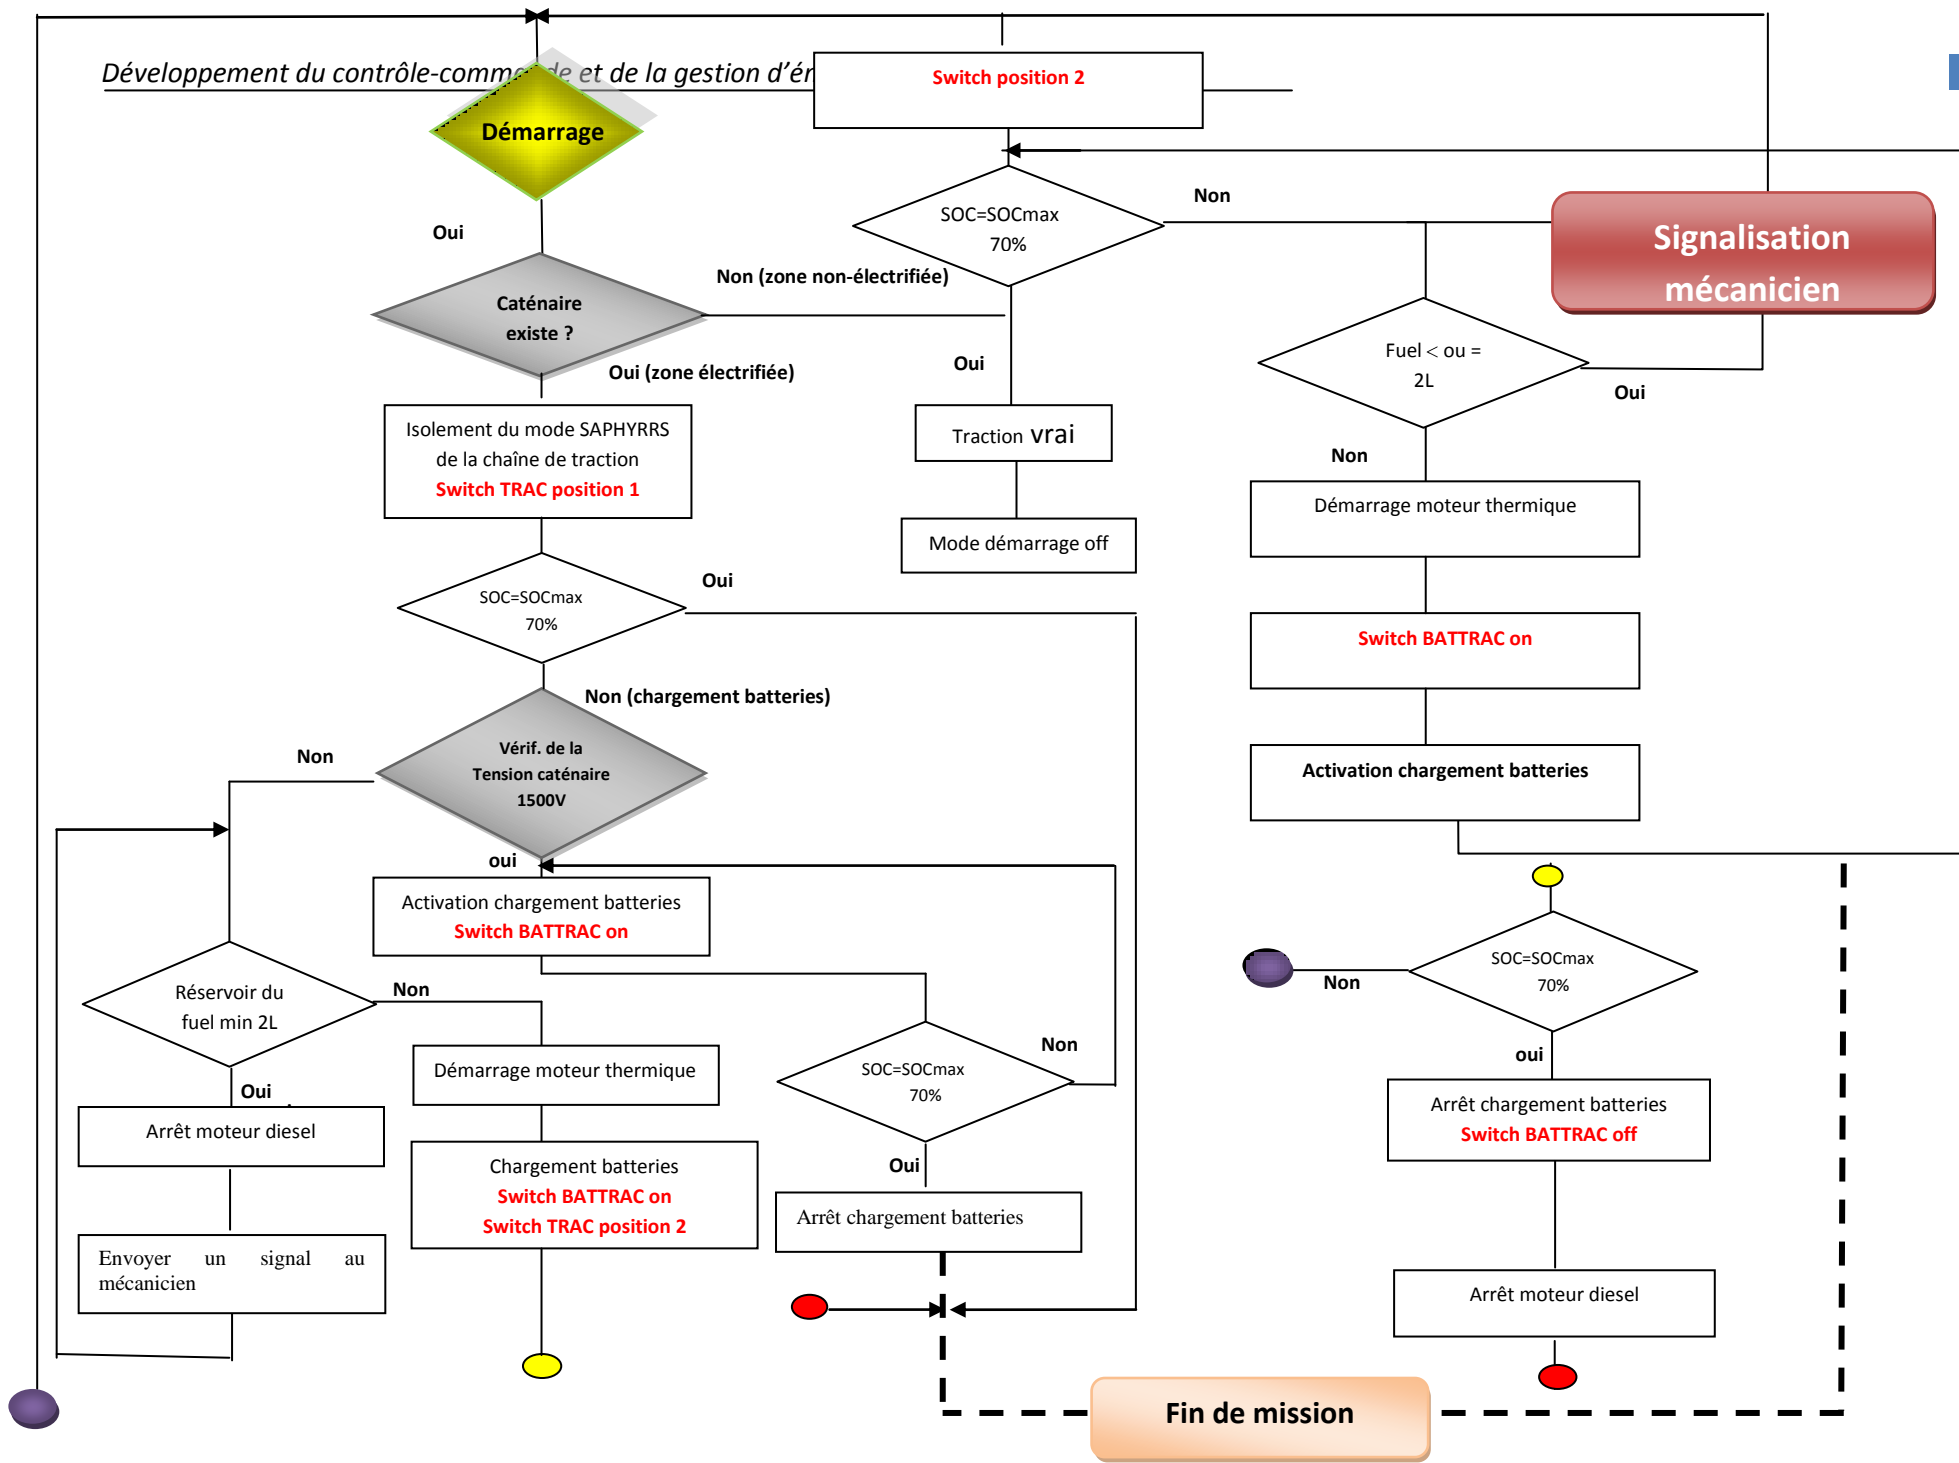 Développement du contrôle-commande et de la gestion d’ér
Switch position 2
Démarrage
Non
SOC=SOCmax
70%
Oui
Signalisation
mécanicien
Non (zone non-électrifiée)
Caténaire
existe ?
Fuel < ou =
2L
Oui
Oui (zone électrifiée)
Oui
Isolement du mode SAPHYRRS
de la chaîne de traction
Switch TRAC position 1
Traction vrai
Non
Démarrage moteur thermique
Mode démarrage off
Oui
SOC=SOCmax
70%
Switch BATTRAC on
Non (chargement batteries)
Vérif. de la
Tension caténaire
1500V
Non
Activation chargement batteries
oui
Activation chargement batteries
Switch BATTRAC on
SOC=SOCmax
70%
Non
Réservoir du
fuel min 2L
Non
Non
oui
SOC=SOCmax
70%
Démarrage moteur thermique
Oui
Arrêt moteur diesel
Arrêt chargement batteries
Switch BATTRAC off
Oui
Chargement batteries
Switch BATTRAC on
Switch TRAC position 2
Arrêt chargement batteries
Envoyer un signal au
mécanicien
Arrêt moteur diesel
Fin de mission